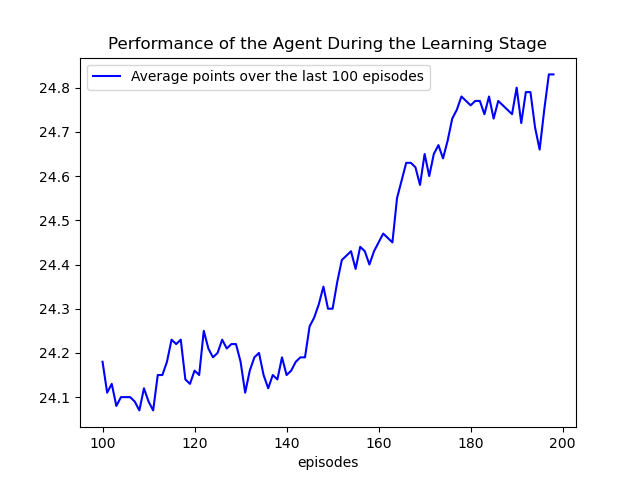 Performance of the Agent During the Learning Stage
Average points over the last 100 episodes
24.8
24.7
24.6
24.5
24.4
24.3
24.2
24.1
100 120 140 160 180 200
episodes